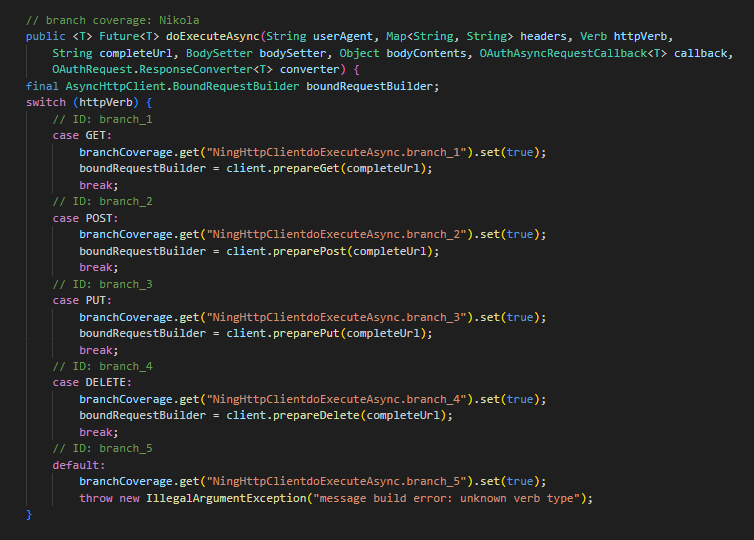 // branch coverage: Nikola
public <T> Future<T> doExecuteAsync(String userAgent, Map<String, String> headers, Verb httpVerb,
    String completeUrl, BodySetter bodySetter, Object bodyContents, OAuthAsyncRequestCallback<T> callback,
    OAuthRequest.ResponseConverter<T> converter) {
final AsyncHttpClient.BoundRequestBuilder boundRequestBuilder;
switch (httpVerb) {
    // ID: branch_1
    case GET:
        branchCoverage.get("NingHttpClientdoExecuteAsync.branch_1").set(true);
        boundRequestBuilder = client.prepareGet(completeUrl);
        break;
    // ID: branch_2
    case POST:
        branchCoverage.get("NingHttpClientdoExecuteAsync.branch_2").set(true);
        boundRequestBuilder = client.preparePost(completeUrl);
        break;
    // ID: branch_3
    case PUT:
        branchCoverage.get("NingHttpClientdoExecuteAsync.branch_3").set(true);
        boundRequestBuilder = client.preparePut(completeUrl);
        break;
    // ID: branch_4
    case DELETE:
        branchCoverage.get("NingHttpClientdoExecuteAsync.branch_4").set(true);
        boundRequestBuilder = client.prepareDelete(completeUrl);
        break;
    // ID: branch_5
    default:
        branchCoverage.get("NingHttpClientdoExecuteAsync.branch_5").set(true);
        throw new IllegalArgumentException("message build error: unknown verb type");
}